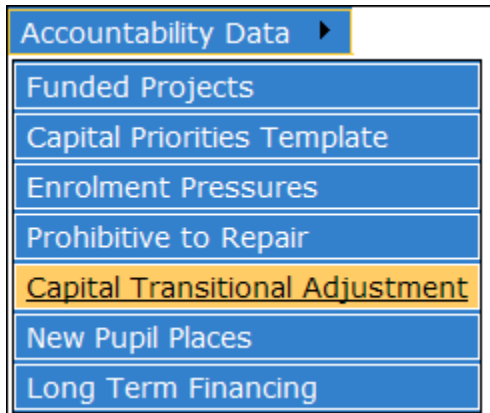 Accountability Data
Funded Projects
Capital Priorities Template
Enrolment Pressures
Prohibitive to Repair
Capital Transitional Adjustment
New Pupil Places
Long Term Financing